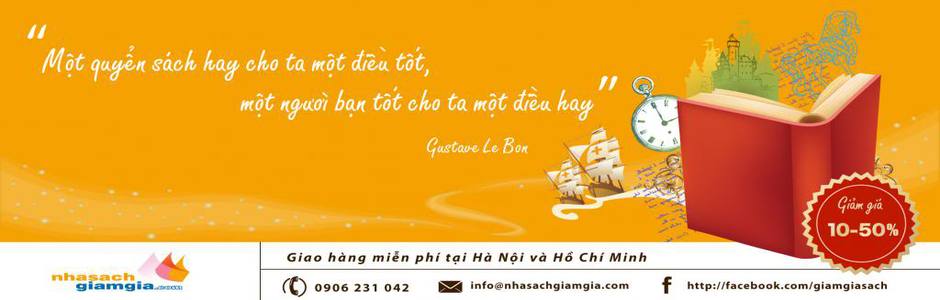 “Một quyển sách hay cho ta một điều tốt,
một người bạn tốt cho ta một điều hay”
Gustave Le Bon
Giảm giá
10-50%
nhasach
giamgia.com
Giao hàng miễn phí tại Hà Nội và Hồ Chí Minh
0906 231 042
info@nhasachgiamgia.com
http://facebook.com/giamgiasach